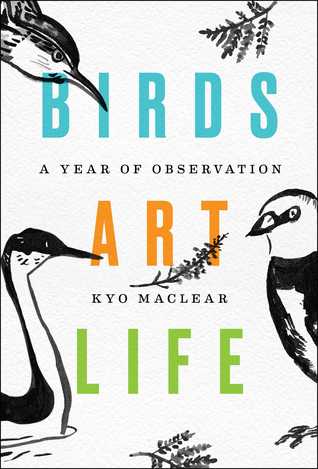 BIRDS
A YEAR OF OBSERVATION
ART
KYO MACLEAR
LIFE